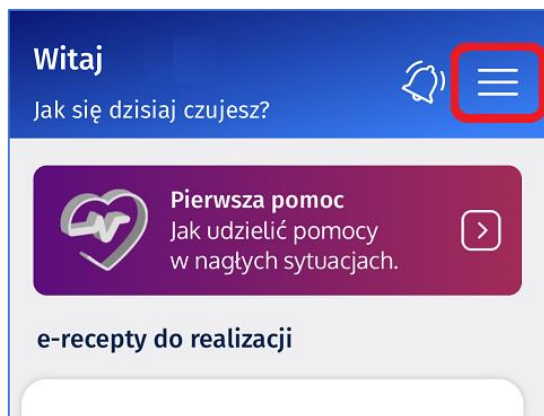 Witaj
Jak się dzisiaj czujesz?
Pierwsza pomoc
Jak udzielić pomocy
w nagłych sytuacjach.
e-recepty do realizacji